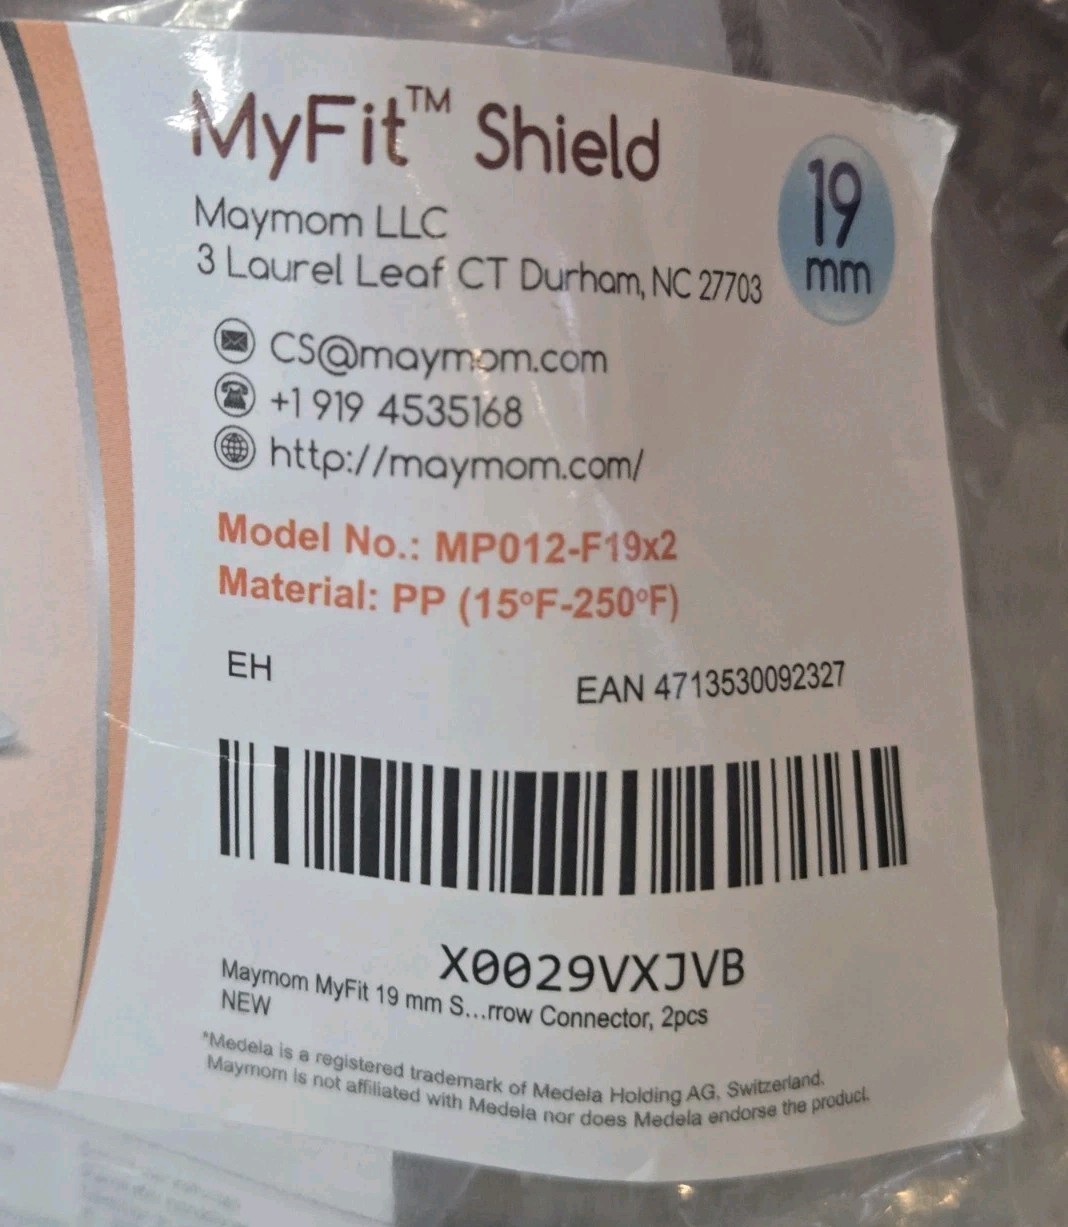 MyFit™ Shield
19
mm
Maymom LLC
3 Laurel Leaf CT Durham, NC 27703
CS@maymom.com
+1 919 4535168
http://maymom.com/
Model No.: MP012-F19x2
Material: PP (15ºF-250ºF)
EH
EAN 4713530092327
X0029VXJVB
Maymom MyFit 19 mm S...rrow Connector, 2pcs
NEW
*Medela is a registered trademark of Medela Holding AG, Switzerland.
Maymom is not affiliated with Medela nor does Medela endorse the product.